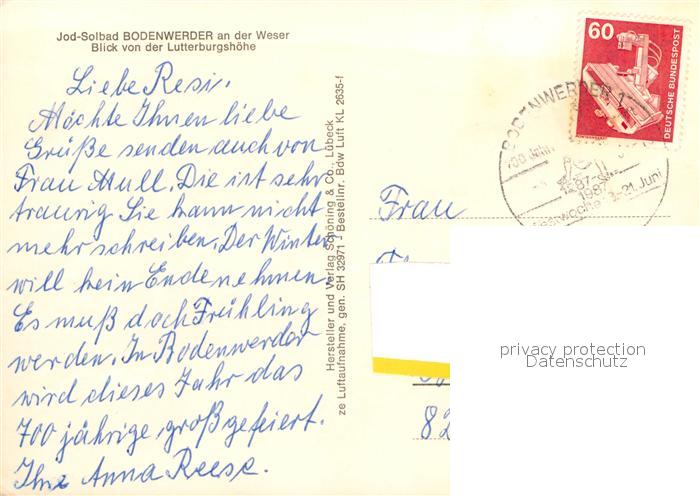 Jod-Solbad BODENWERDER an der Weser
Blick von der Lutterburgshöhe
Liebe Resi.
Möchte Ihnen liebe
Grüße senden auch von
Frau Mull. Die ist sehr
traurig Sie kann nicht
mehr schreiben. Der Winter
will kein Ende nehmen.
Es muß doch Frühling
werden. In Bodenwerder
wird dieses Jahr das
700 jährige, groß gefeiert.
Ihre Anna Reese.
Hersteller und Verlag Schöning & Co., Lübeck
ze Luftaufnahme, gen. SH 32971 - Bestellnr. Bdw Luft KL 2635-f
60
DEUTSCHE BUNDESPOST
BODENWERDER 1
700 Jahr
1287-
1987
Festwoche 21. Juni
Frau
82
privacy protection
Datenschutz